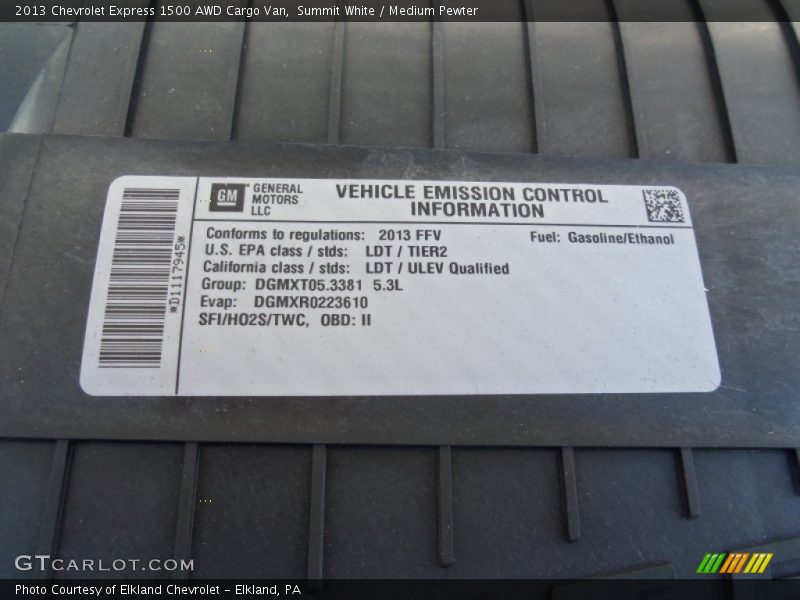 2013 Chevrolet Express 1500 AWD Cargo Van, Summit White / Medium Pewter
GM GENERAL MOTORS LLC
VEHICLE EMISSION CONTROL
INFORMATION
*D1117945*
Conforms to regulations: 2013 FFV
Fuel: Gasoline/Ethanol
U.S. EPA class / stds: LDT / TIER2
California class / stds: LDT / ULEV Qualified
Group: DGMXT05.3381 5.3L
Evap: DGMXR0223610
SFI/HO2S/TWC, OBD: II
GTCARLOT.COM
Photo Courtesy of Elkland Chevrolet - Elkland, PA